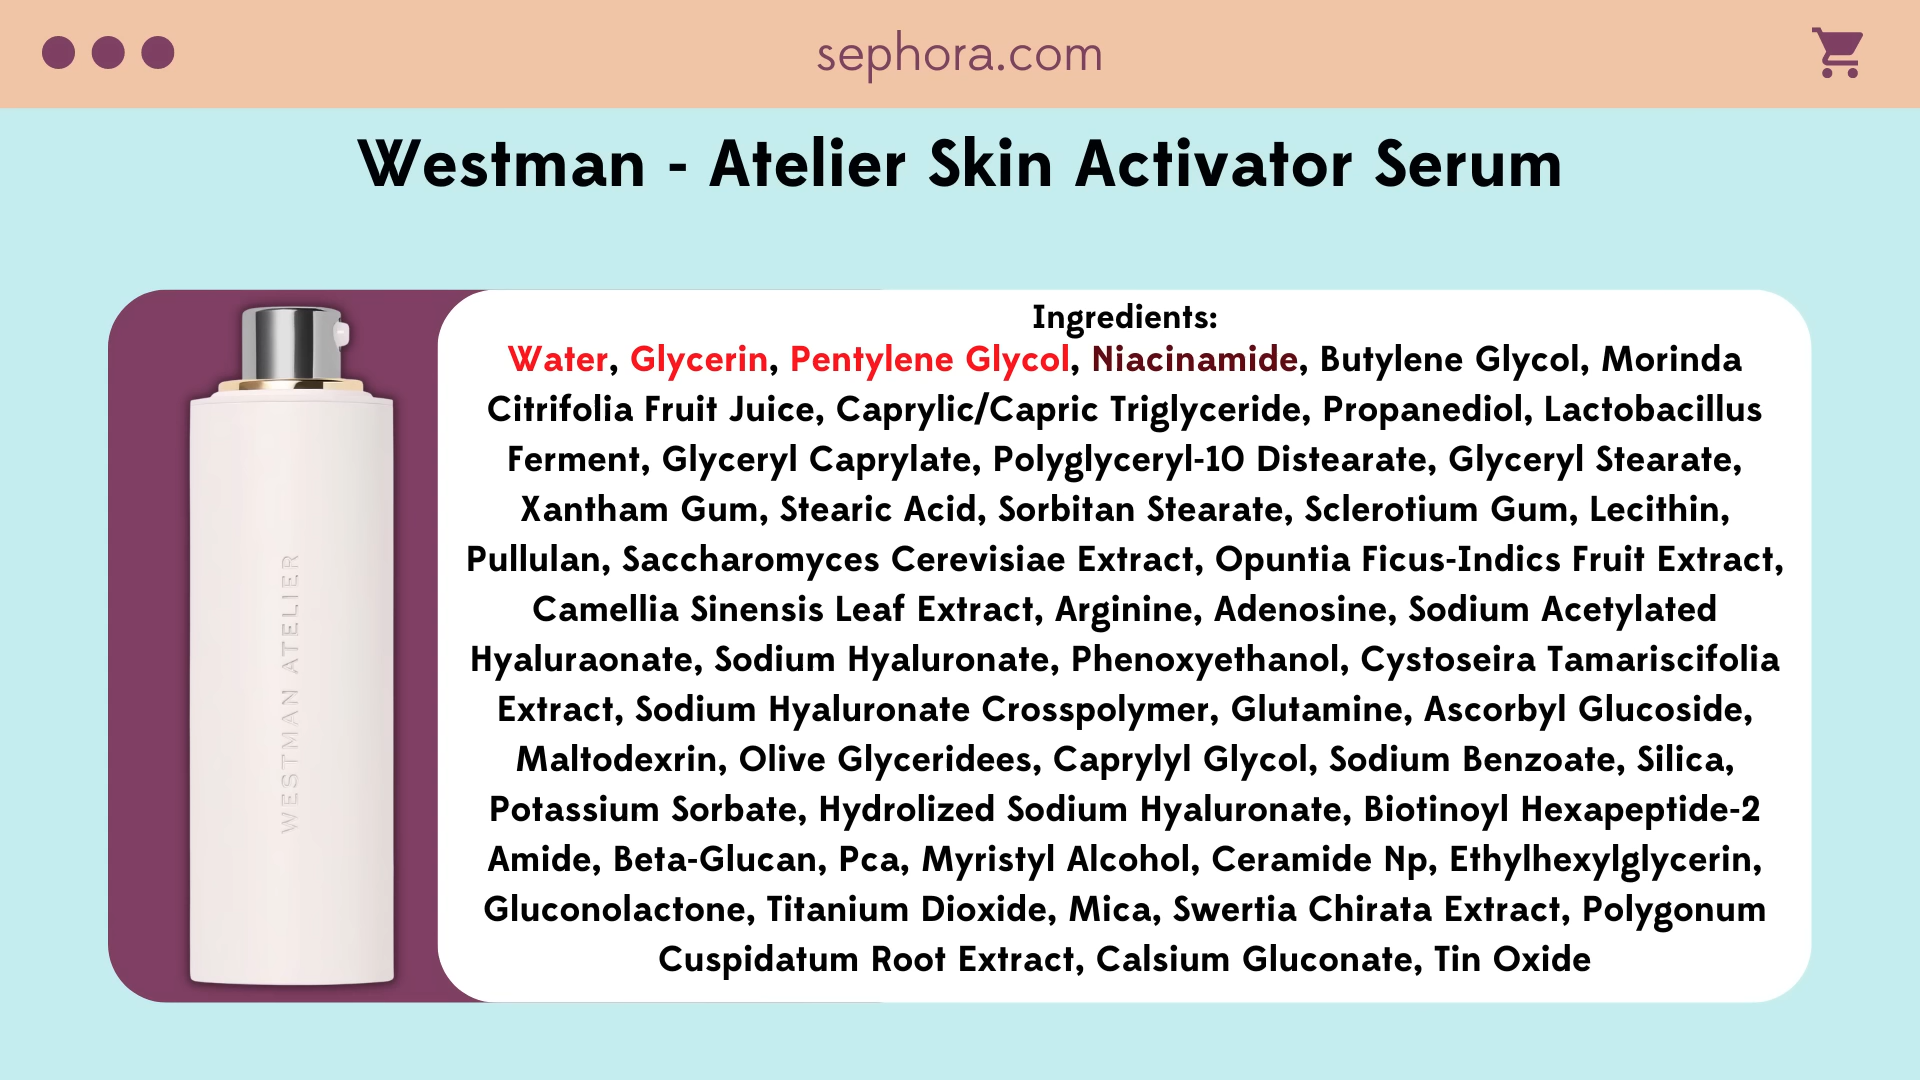 sephora.com
Westman - Atelier Skin Activator Serum
WESTMAN ATELIER
Ingredients:
Water, Glycerin, Pentylene Glycol, Niacinamide, Butylene Glycol, Morinda
Citrifolia Fruit Juice, Caprylic/Capric Triglyceride, Propanediol, Lactobacillus
Ferment, Glyceryl Caprylate, Polyglyceryl-10 Distearate, Glyceryl Stearate,
Xantham Gum, Stearic Acid, Sorbitan Stearate, Sclerotium Gum, Lecithin,
Pullulan, Saccharomyces Cerevisiae Extract, Opuntia Ficus-Indics Fruit Extract,
Camellia Sinensis Leaf Extract, Arginine, Adenosine, Sodium Acetylated
Hyaluraonate, Sodium Hyaluronate, Phenoxyethanol, Cystoseira Tamariscifolia
Extract, Sodium Hyaluronate Crosspolymer, Glutamine, Ascorbyl Glucoside,
Maltodexrin, Olive Glyceridees, Caprylyl Glycol, Sodium Benzoate, Silica,
Potassium Sorbate, Hydrolized Sodium Hyaluronate, Biotinoyl Hexapeptide-2
Amide, Beta-Glucan, Pca, Myristyl Alcohol, Ceramide Np, Ethylhexylglycerin,
Gluconolactone, Titanium Dioxide, Mica, Swertia Chirata Extract, Polygonum
Cuspidatum Root Extract, Calsium Gluconate, Tin Oxide